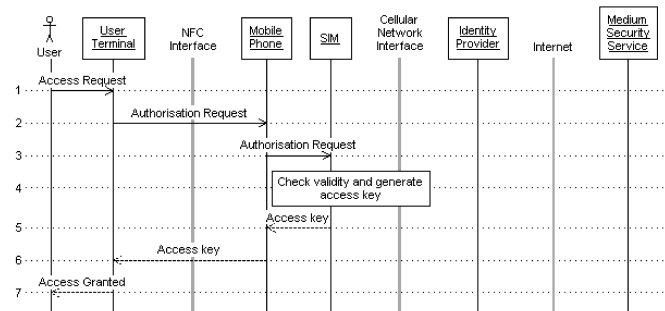 User
User
Terminal
NFC
Interface
Mobile
Phone
SIM
Cellular
Network
Interface
Identity
Provider
Internet
Medium
Security
Service
1
Access Request
2
Authorisation Request
3
Authorisation Request
4
Check validity and generate
access key
5
Access key
6
Access key
7
Access Granted